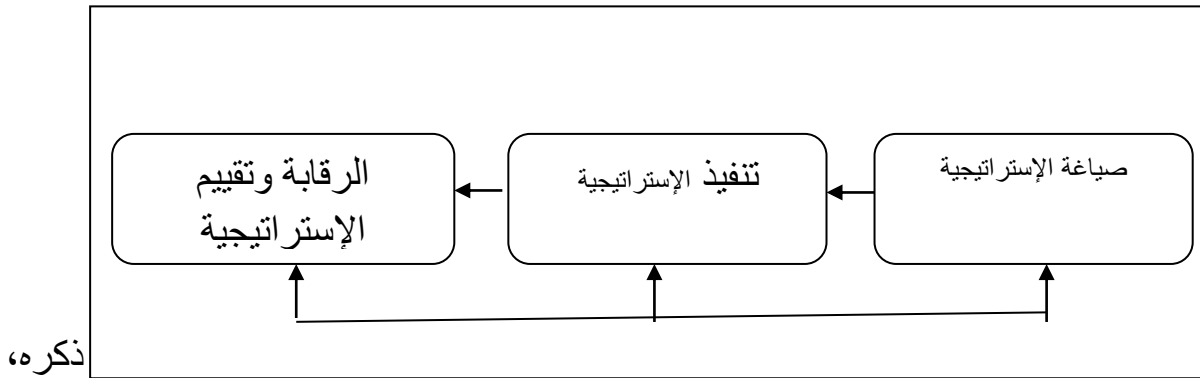 صياغة الإستراتيجية
تنفيذ الإستراتيجية
الرقابة وتقييم
الإستراتيجية
ذكره،